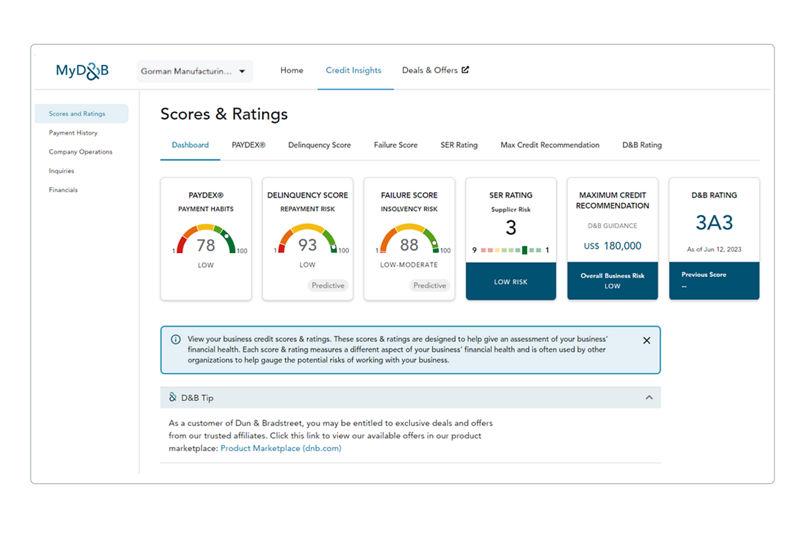 MyD&B
Gorman Manufacturin...
Home
Credit Insights
Deals & Offers
Scores and Ratings
Payment History
Company Operations
Inquiries
Financials
Scores & Ratings
Dashboard
PAYDEX®
Delinquency Score
Failure Score
SER Rating
Max Credit Recommendation
D&B Rating
PAYDEX®
PAYMENT HABITS
78
1
100
LOW
DELINQUENCY SCORE
REPAYMENT RISK
93
1
100
LOW
Predictive
FAILURE SCORE
INSOLVENCY RISK
88
1
100
LOW-MODERATE
Predictive
SER RATING
Supplier Risk
3
9
1
LOW RISK
MAXIMUM CREDIT
RECOMMENDATION
D&B GUIDANCE
US$ 180,000
Overall Business Risk
LOW
D&B RATING
3A3
As of Jun 12, 2023
Previous Score
--
View your business credit scores & ratings. These scores & ratings are designed to help give an assessment of your business'
financial health. Each score & rating measures a different aspect of your business' financial health and is often used by other
organizations to help gauge the potential risks of working with your business.
D&B Tip
As a customer of Dun & Bradstreet, you may be entitled to exclusive deals and offers
from our trusted affiliates. Click this link to view our available offers in our product
marketplace: Product Marketplace (dnb.com)